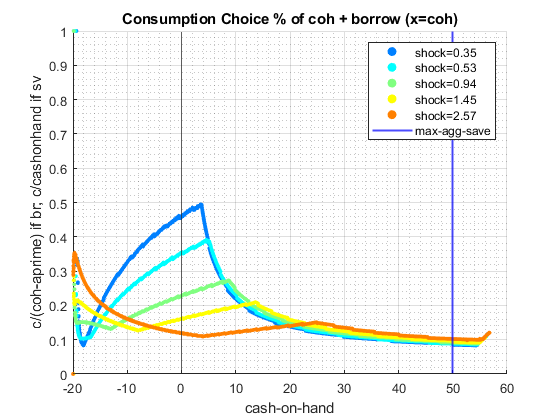 Consumption Choice % of coh + borrow (x=coh)
c/(coh-aprime) if br, c/cashonhand if sv
1
0.9
0.8
0.7
0.6
0.5
0.4
0.3
0.2
0.1
0
shock=0.35
shock=0.53
shock=0.94
shock=1.45
shock=2.57
max-agg-save
-20 -10 0 10 20 30 40 50 60
cash-on-hand